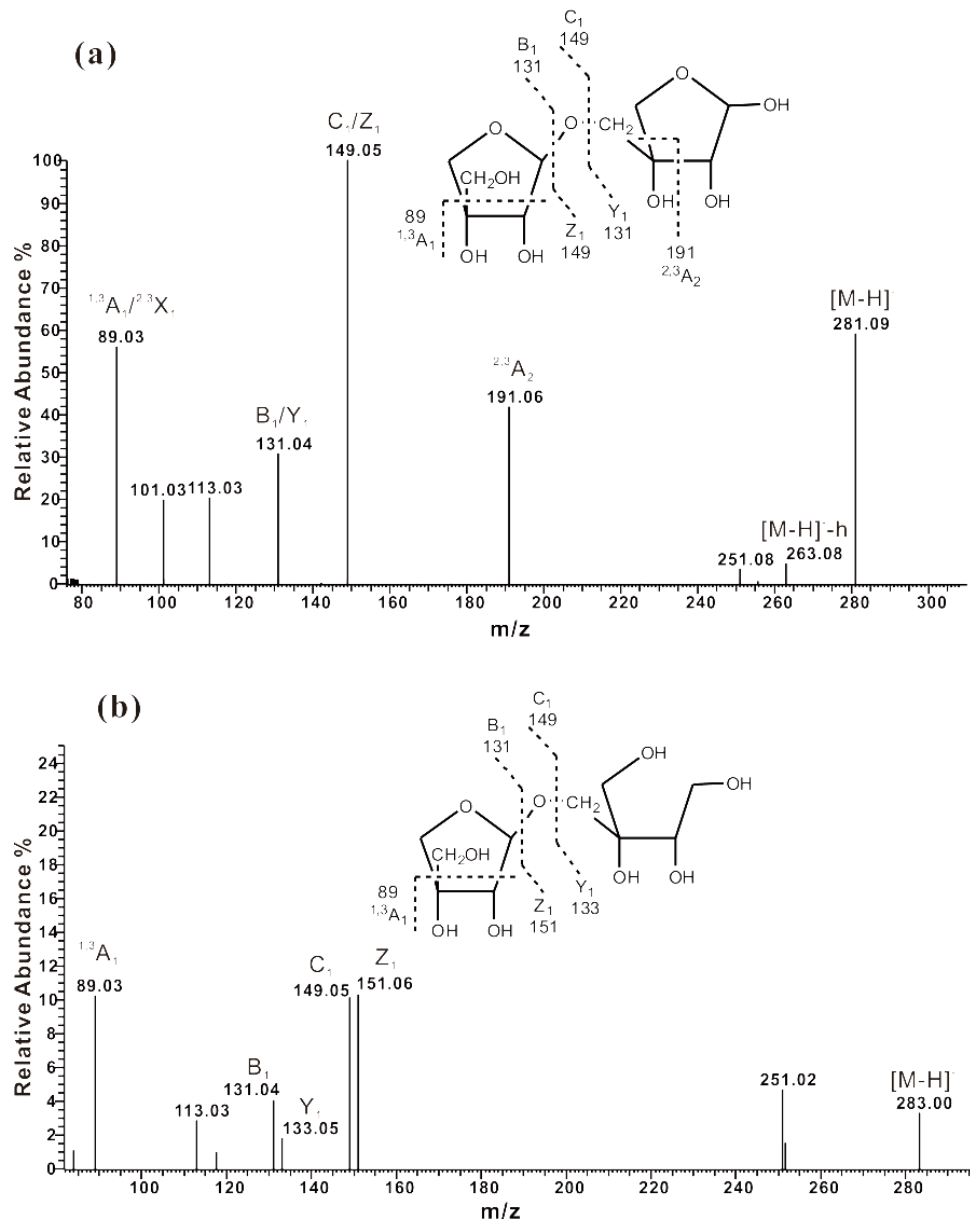 (a)
C₁
149
B₁
131
O
OH
C₁/Z₁
149.05
O
O
CH₂
CH₂OH
OH
OH
89
¹,³A₁
OH
OH
Z₁
149
Y₁
131
191
²,³A₂
¹,³A₁/²,³X₁
89.03
[M-H]⁻
281.09
²,³A₂
191.06
B₁/Y₁
131.04
101.03
113.03
[M-H]⁻-h
251.08
263.08
Relative Abundance %
100
90
80
70
60
50
40
30
20
10
0
80 100 120 140 160 180 200 220 240 260 280 300
m/z
(b)
C₁
149
B₁
131
OH
OH
O
O
CH₂
CH₂OH
OH
OH
89
¹,³A₁
OH
OH
Z₁
151
Y₁
133
¹,³A₁
89.03
C₁
149.05
Z₁
151.06
B₁
131.04
Y₁
133.05
113.03
251.02
[M-H]⁻
283.00
Relative Abundance %
24
22
20
18
16
14
12
10
8
6
4
2
0
100 120 140 160 180 200 220 240 260 280
m/z